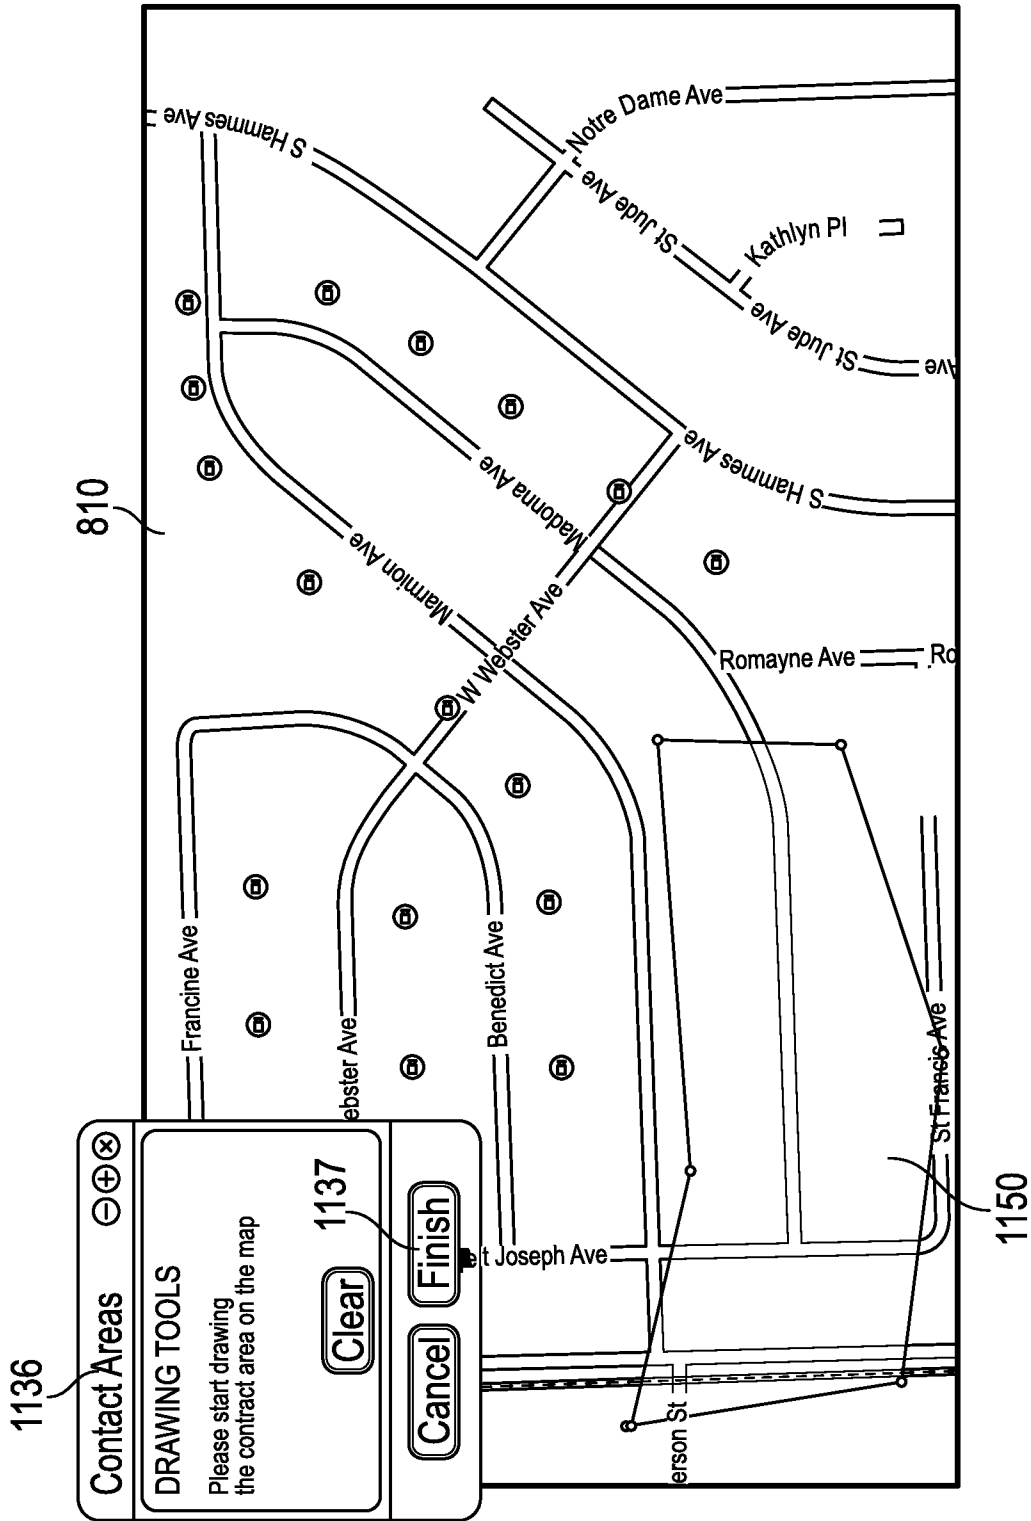 1136
Contact Areas
DRAWING TOOLS
Please start drawing
the contract area on the map
Clear
Cancel
Finish
1137
810
Francine Ave
ebster Ave
Benedict Ave
t Joseph Ave
erson St
W Webster Ave
Marmion Ave
Madonna Ave
S Hammes Ave
S Hammes Ave
Notre Dame Ave
St Jude Ave
St Jude Ave
Kathlyn Pl
Ave
Romayne Ave
Ro
St Francis Ave
1150